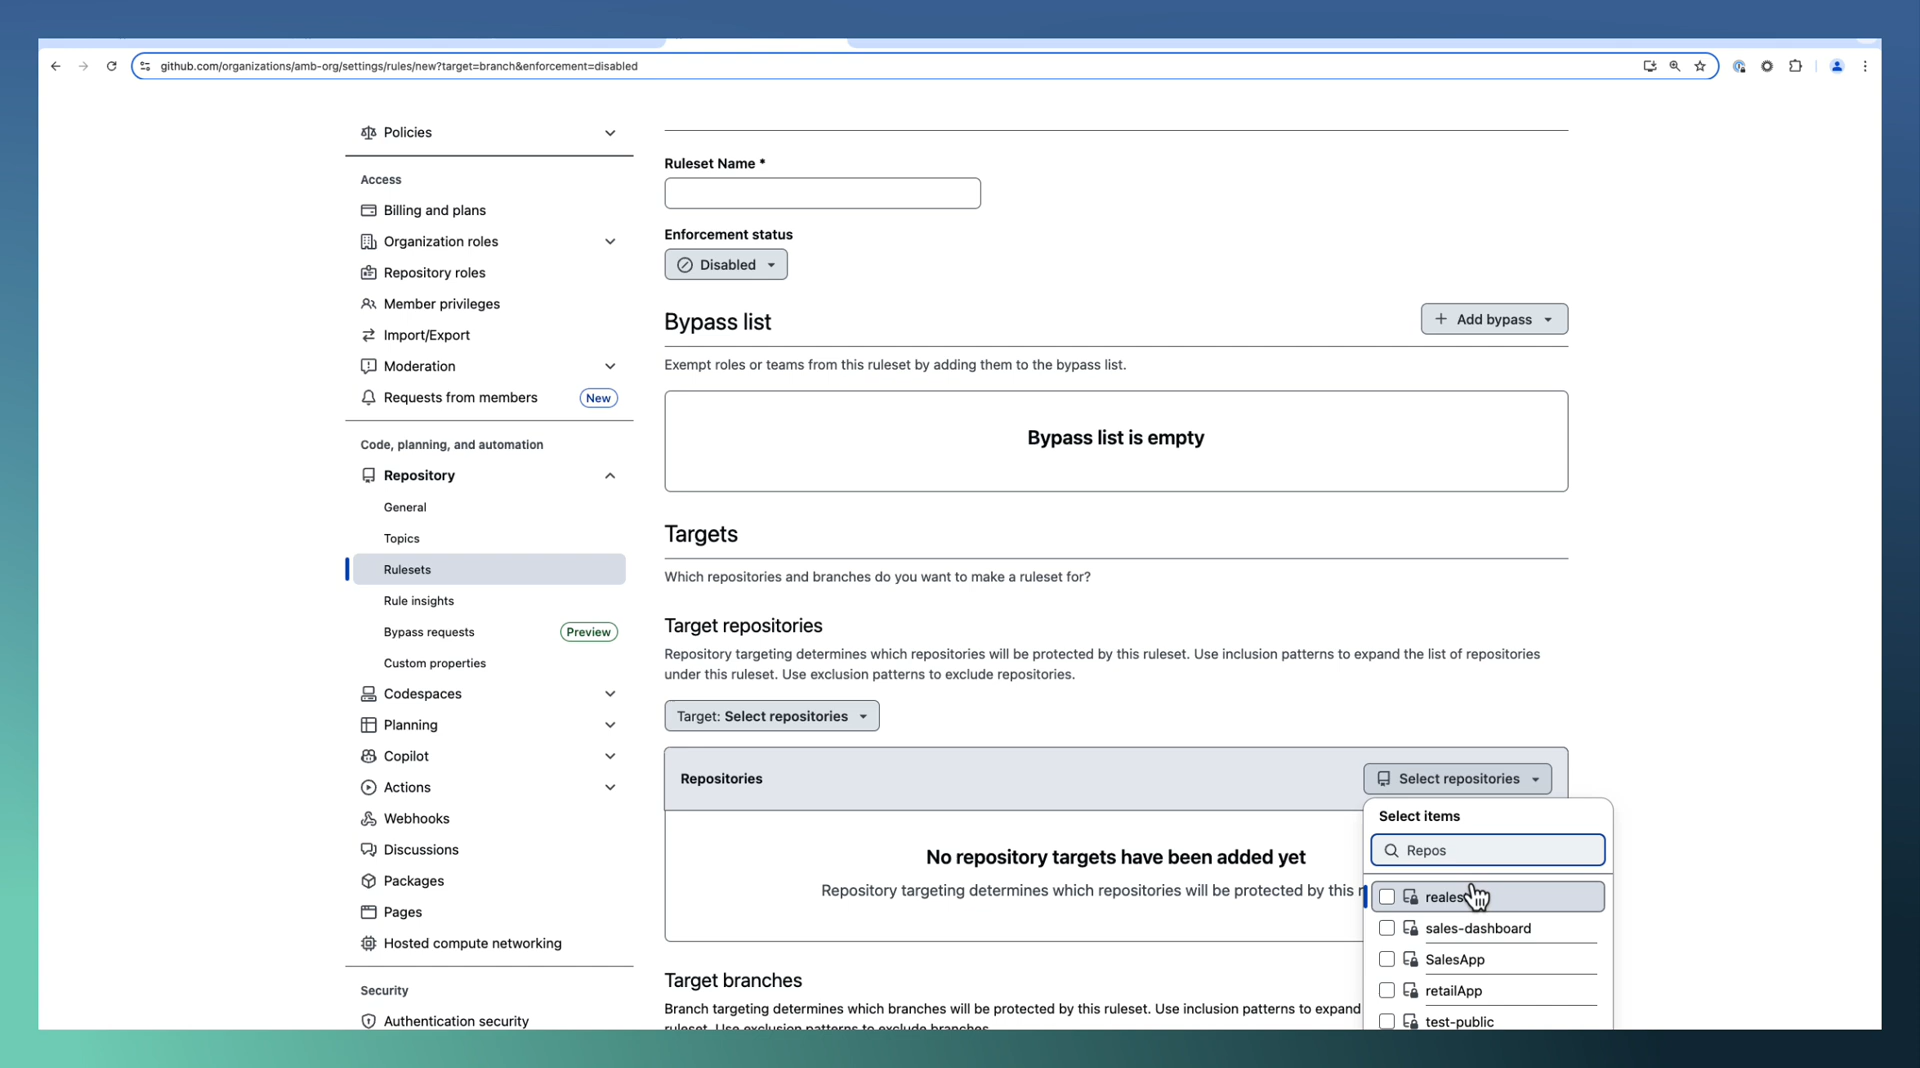 github.com/organizations/amb-org/settings/rules/new?target=branch&enforcement=disabled
Policies
Access
Billing and plans
Organization roles
Repository roles
Member privileges
Import/Export
Moderation
Requests from members New
Code, planning, and automation
Repository
General
Topics
Rulesets
Rule insights
Bypass requests Preview
Custom properties
Codespaces
Planning
Copilot
Actions
Webhooks
Discussions
Packages
Pages
Hosted compute networking
Security
Authentication security
Ruleset Name *
Enforcement status
Disabled
Bypass list
Add bypass
Exempt roles or teams from this ruleset by adding them to the bypass list.
Bypass list is empty
Targets
Which repositories and branches do you want to make a ruleset for?
Target repositories
Repository targeting determines which repositories will be protected by this ruleset. Use inclusion patterns to expand the list of repositories
under this ruleset. Use exclusion patterns to exclude repositories.
Target: Select repositories
Repositories
Select repositories
No repository targets have been added yet
Repository targeting determines which repositories will be protected by this
Select items
Repos
sales-dashboard
SalesApp
retailApp
test-public
Target branches
Branch targeting determines which branches will be protected by this ruleset. Use inclusion patterns to expand
ruleset. Use exclusion patterns to exclude branches.